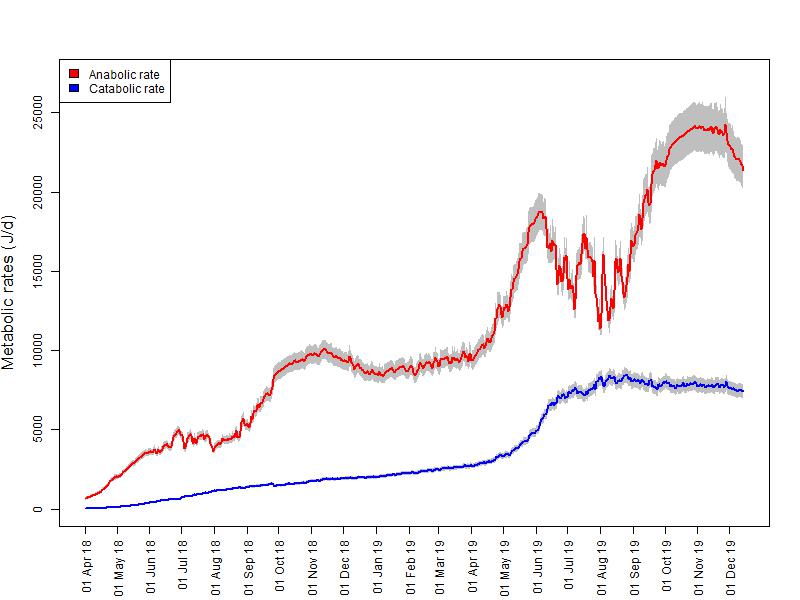 Anabolic rate
Catabolic rate
Metabolic rates (J/d)
25000
20000
15000
10000
5000
0
01 Apr 18
01 May 18
01 Jun 18
01 Jul 18
01 Aug 18
01 Sep 18
01 Oct 18
01 Nov 18
01 Dec 18
01 Jan 19
01 Feb 19
01 Mar 19
01 Apr 19
01 May 19
01 Jun 19
01 Jul 19
01 Aug 19
01 Sep 19
01 Oct 19
01 Nov 19
01 Dec 19